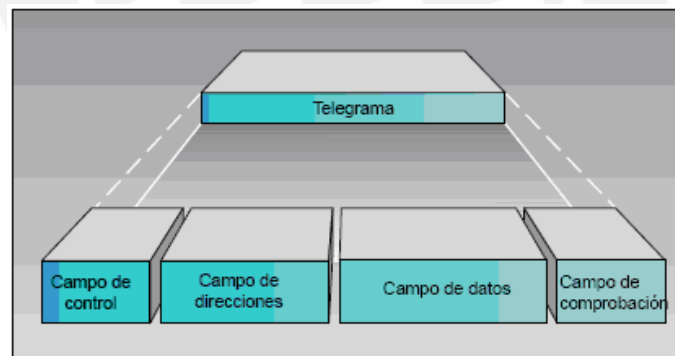 Telegrama
Campo de
control
Campo de
direcciones
Campo de datos
Campo de
comprobación